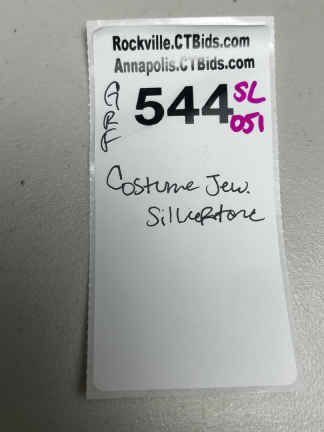 Rockville.CTBids.com
Annapolis.CTBids.com
GRF
544
SL
051
Costume Jew.
Silverstone